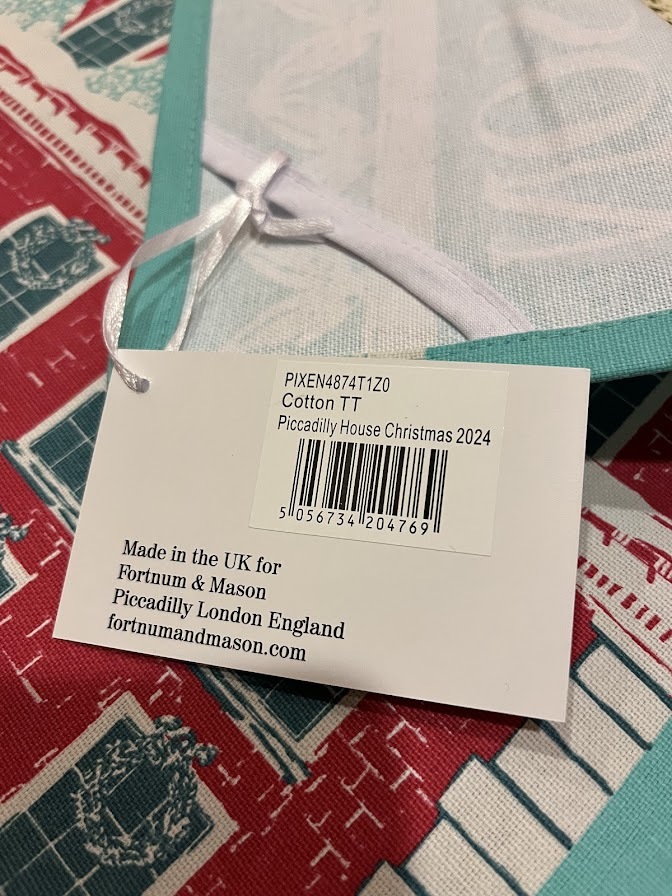 PIXEN4874T1Z0
Cotton TT
Piccadilly House Christmas 2024
5 056734 204769
Made in the UK for
Fortnum & Mason
Piccadilly London England
fortnumandmason.com